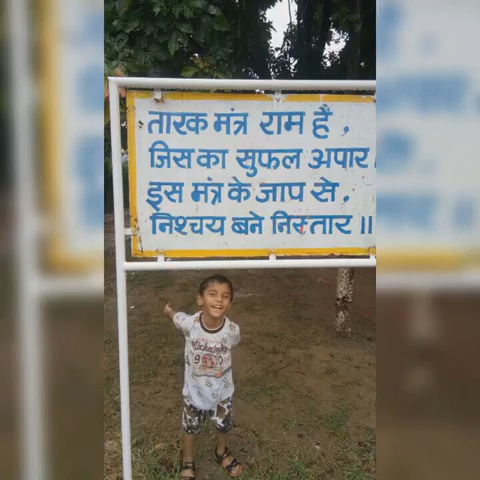 तारक मंत्र राम है,
जिस का सुफल अपार।
इस मंत्र के जाप से,
निश्चय बने निस्तार॥